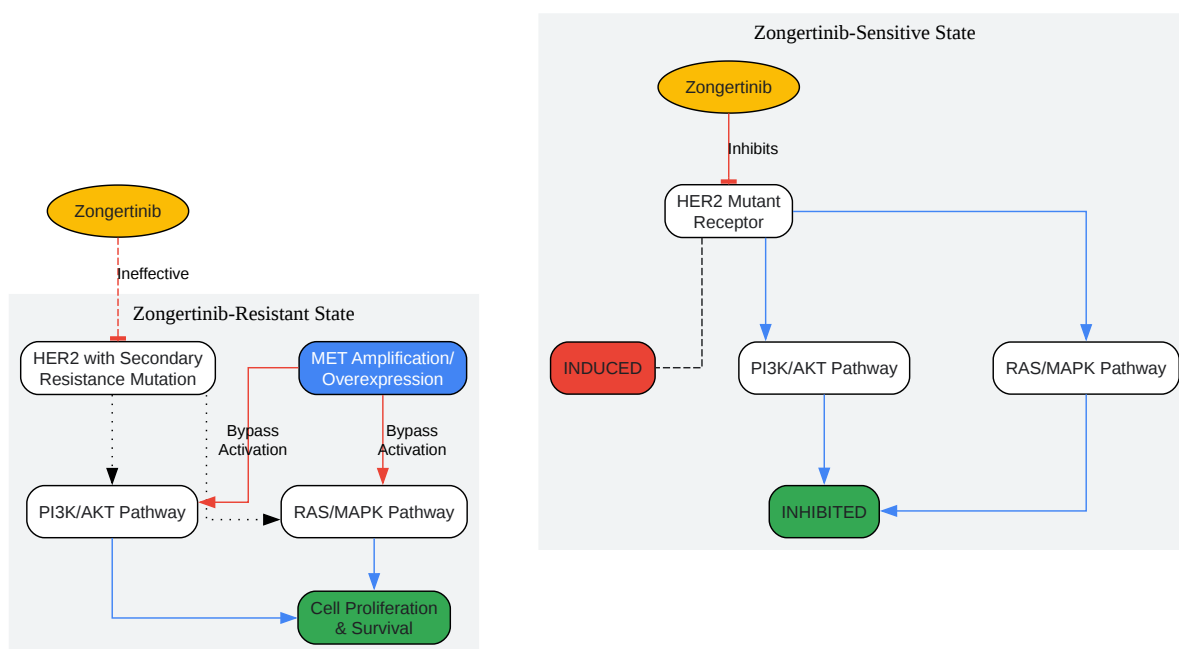 Zongertinib-Sensitive State
Zongertinib
Inhibits
HER2 Mutant
Receptor
INDUCED
PI3K/AKT Pathway
RAS/MAPK Pathway
INHIBITED
Zongertinib
Ineffective
Zongertinib-Resistant State
HER2 with Secondary
Resistance Mutation
MET Amplification/
Overexpression
Bypass
Activation
Bypass
Activation
PI3K/AKT Pathway
RAS/MAPK Pathway
Cell Proliferation
& Survival